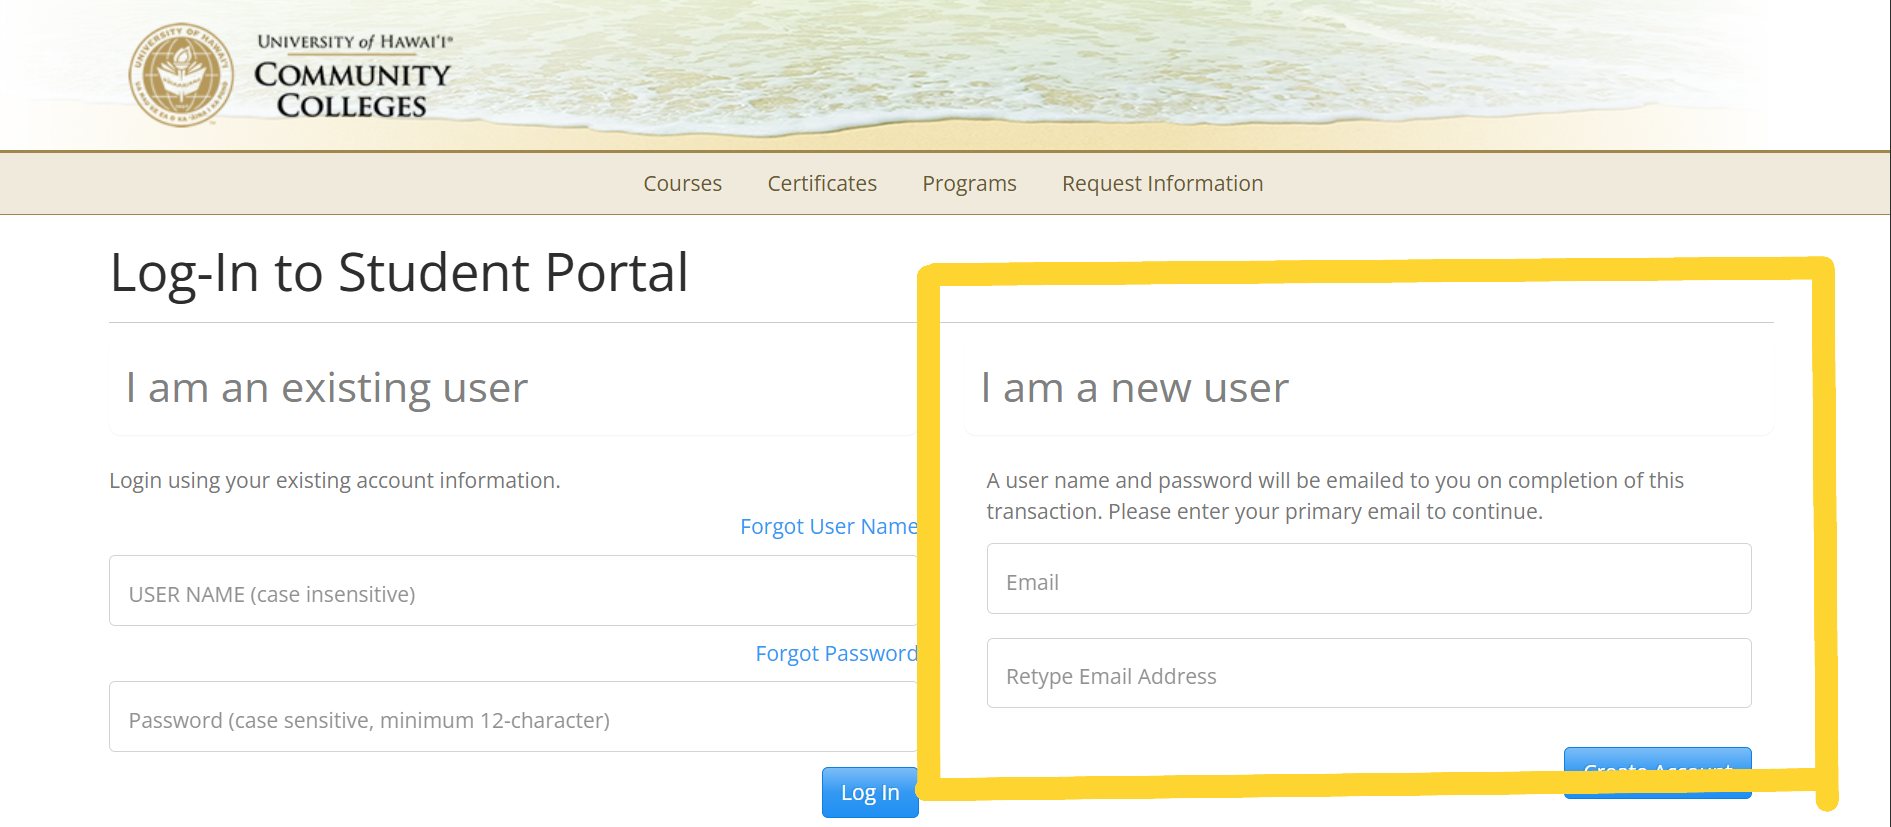 UNIVERSITY of HAWAI'I®
COMMUNITY
COLLEGES
Courses Certificates Programs Request Information
Log-In to Student Portal
I am an existing user
Login using your existing account information.
Forgot User Name
USER NAME (case insensitive)
Forgot Password
Password (case sensitive, minimum 12-character)
Log In
I am a new user
A user name and password will be emailed to you on completion of this
transaction. Please enter your primary email to continue.
Email
Retype Email Address
Create Account